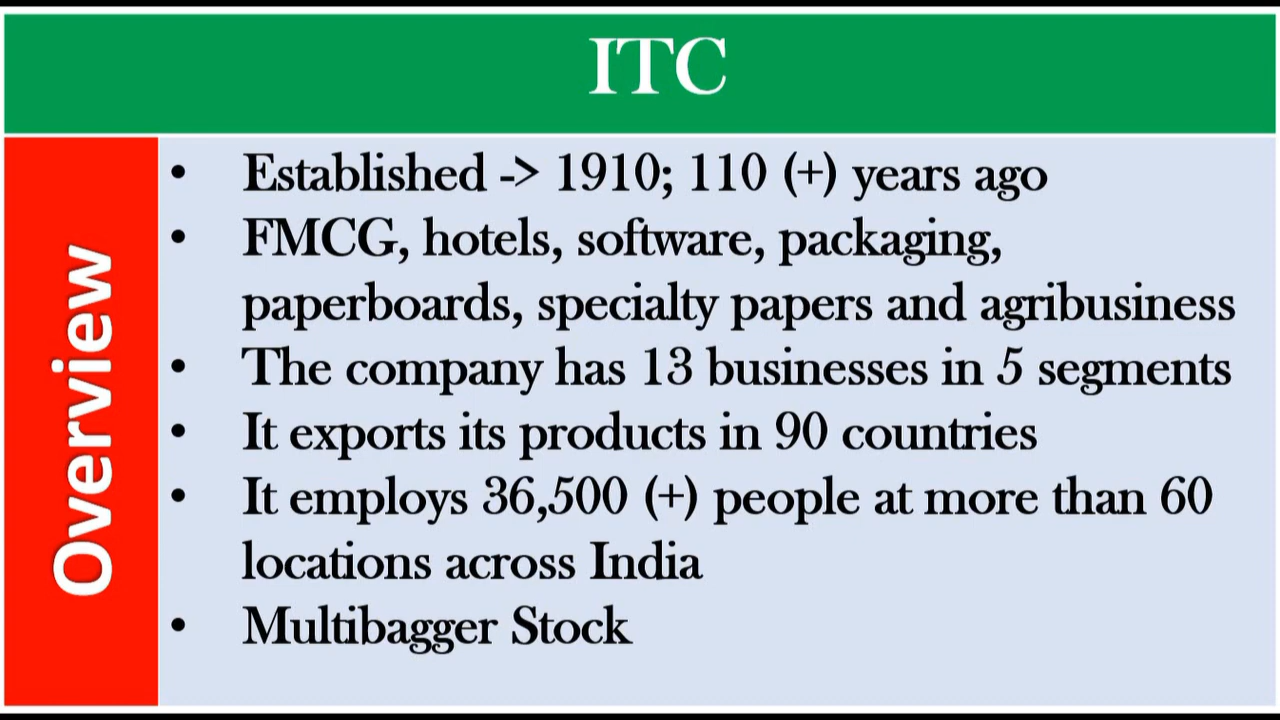 ITC
Overview
• Established -> 1910; 110 (+) years ago
• FMCG, hotels, software, packaging,
paperboards, specialty papers and agribusiness
• The company has 13 businesses in 5 segments
• It exports its products in 90 countries
• It employs 36,500 (+) people at more than 60
locations across India
• Multibagger Stock